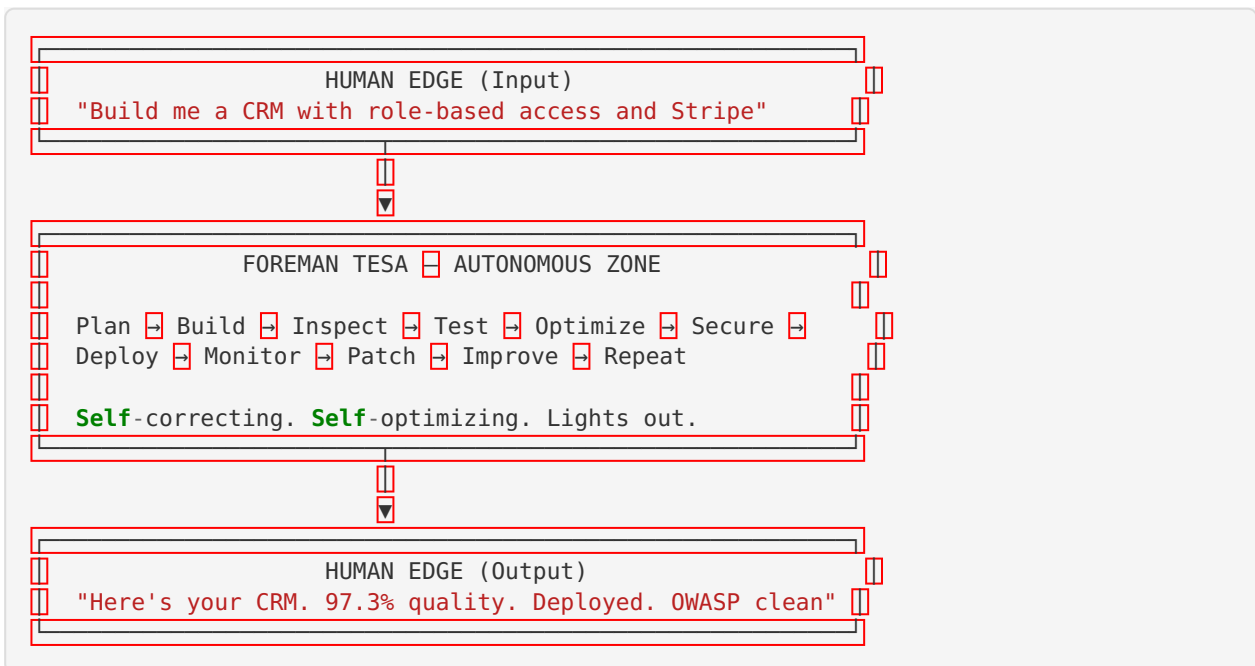 HUMAN EDGE (Input)
"Build me a CRM with role-based access and Stripe"
▼
FOREMAN TESA — AUTONOMOUS ZONE
Plan → Build → Inspect → Test → Optimize → Secure →
Deploy → Monitor → Patch → Improve → Repeat
Self-correcting. Self-optimizing. Lights out.
▼
HUMAN EDGE (Output)
"Here's your CRM. 97.3% quality. Deployed. OWASP clean"